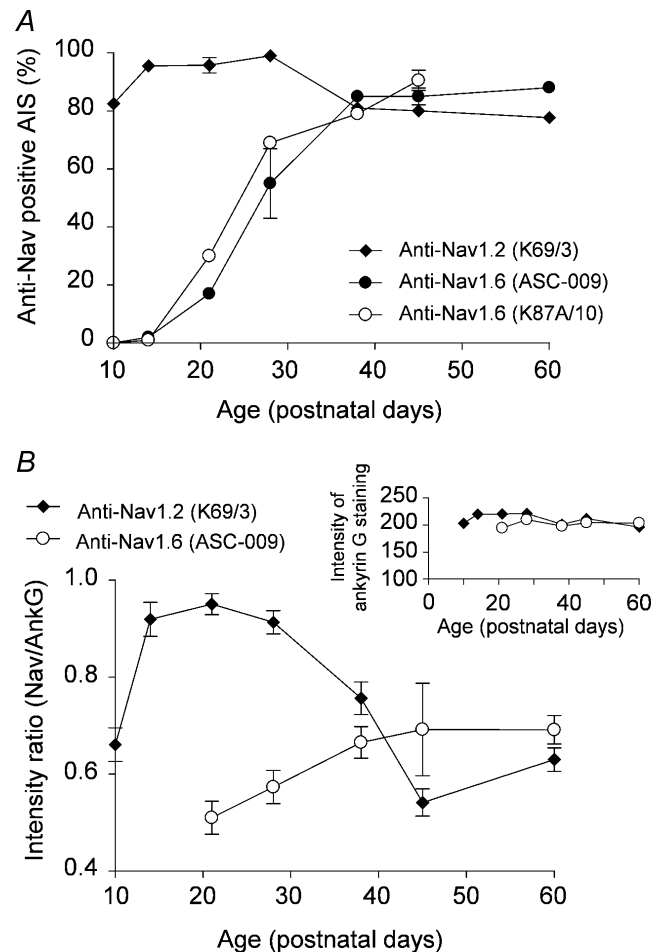 A
Anti-Nav positive AIS (%)
100
80
60
40
20
0
10 20 30 40 50 60
Age (postnatal days)
Anti-Nav1.2 (K69/3)
Anti-Nav1.6 (ASC-009)
Anti-Nav1.6 (K87A/10)
B
Anti-Nav1.2 (K69/3)
Anti-Nav1.6 (ASC-009)
Intensity of
ankyrin G staining
250
200
150
100
0 20 40 60
Age (postnatal days)
Intensity ratio (Nav/AnkG)
1.0
0.8
0.6
0.4
10 20 30 40 50 60
Age (postnatal days)